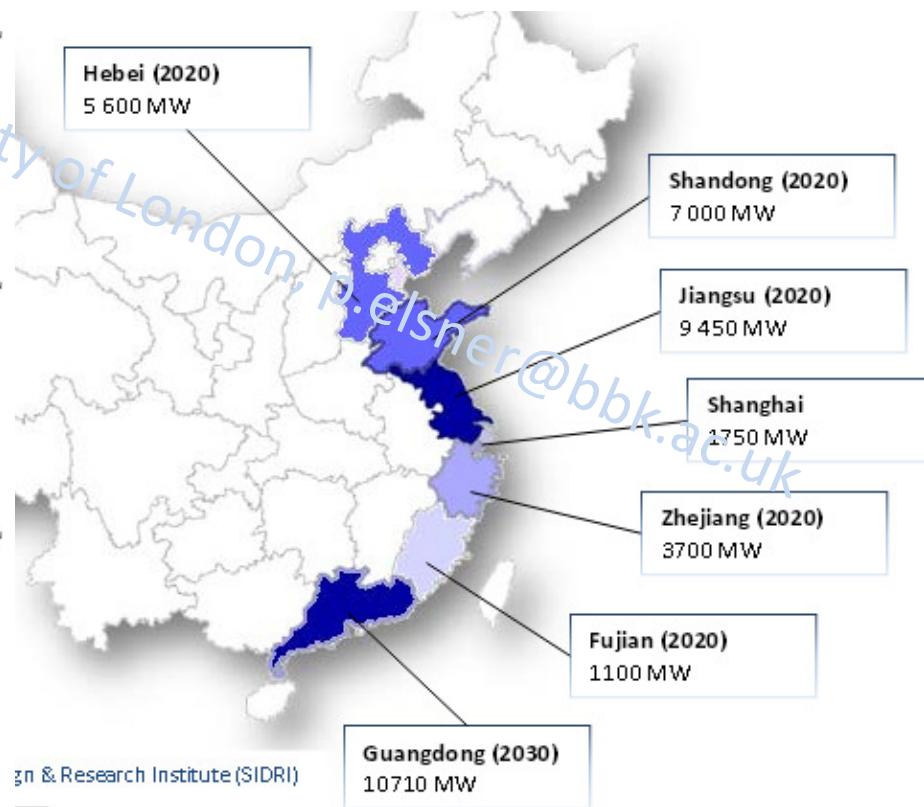 Hebei (2020)
5 600 MW
Shandong (2020)
7 000 MW
Jiangsu (2020)
9 450 MW
Shanghai
1750 MW
Zhejiang (2020)
3700 MW
Fujian (2020)
1100 MW
Guangdong (2030)
10710 MW
ty of London, p.elsner@bbk.ac.uk
gn & Research Institute (SIDRI)